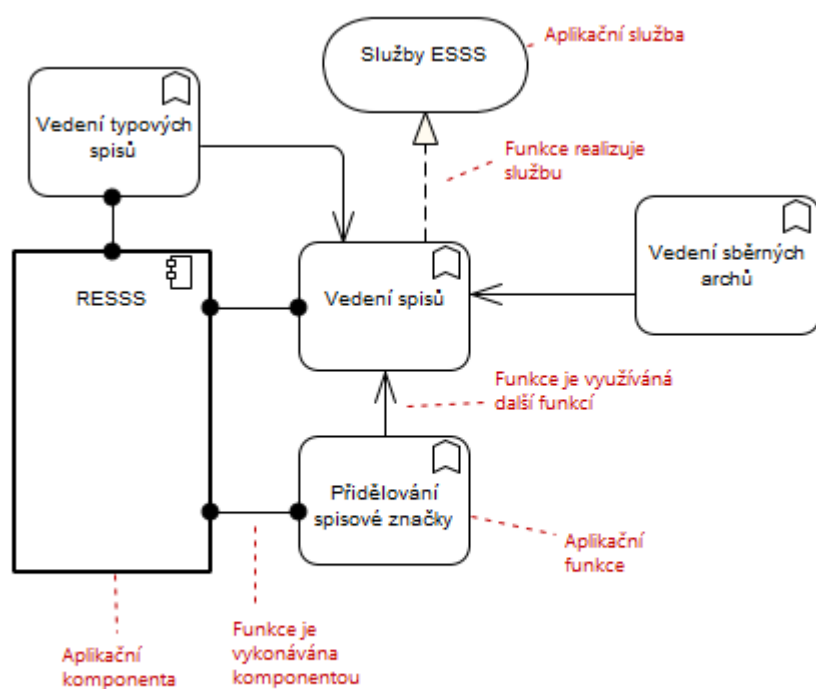 Služby ESSS
Aplikační služba
Vedení typových
spisů
Funkce realizuje
službu
Vedení sběrných
archů
RESSS
Vedení spisů
Funkce je využíváná
další funkcí
Přidělování
spisové značky
Aplikační
funkce
Funkce je
vykonávána
komponentou
Aplikační
komponenta